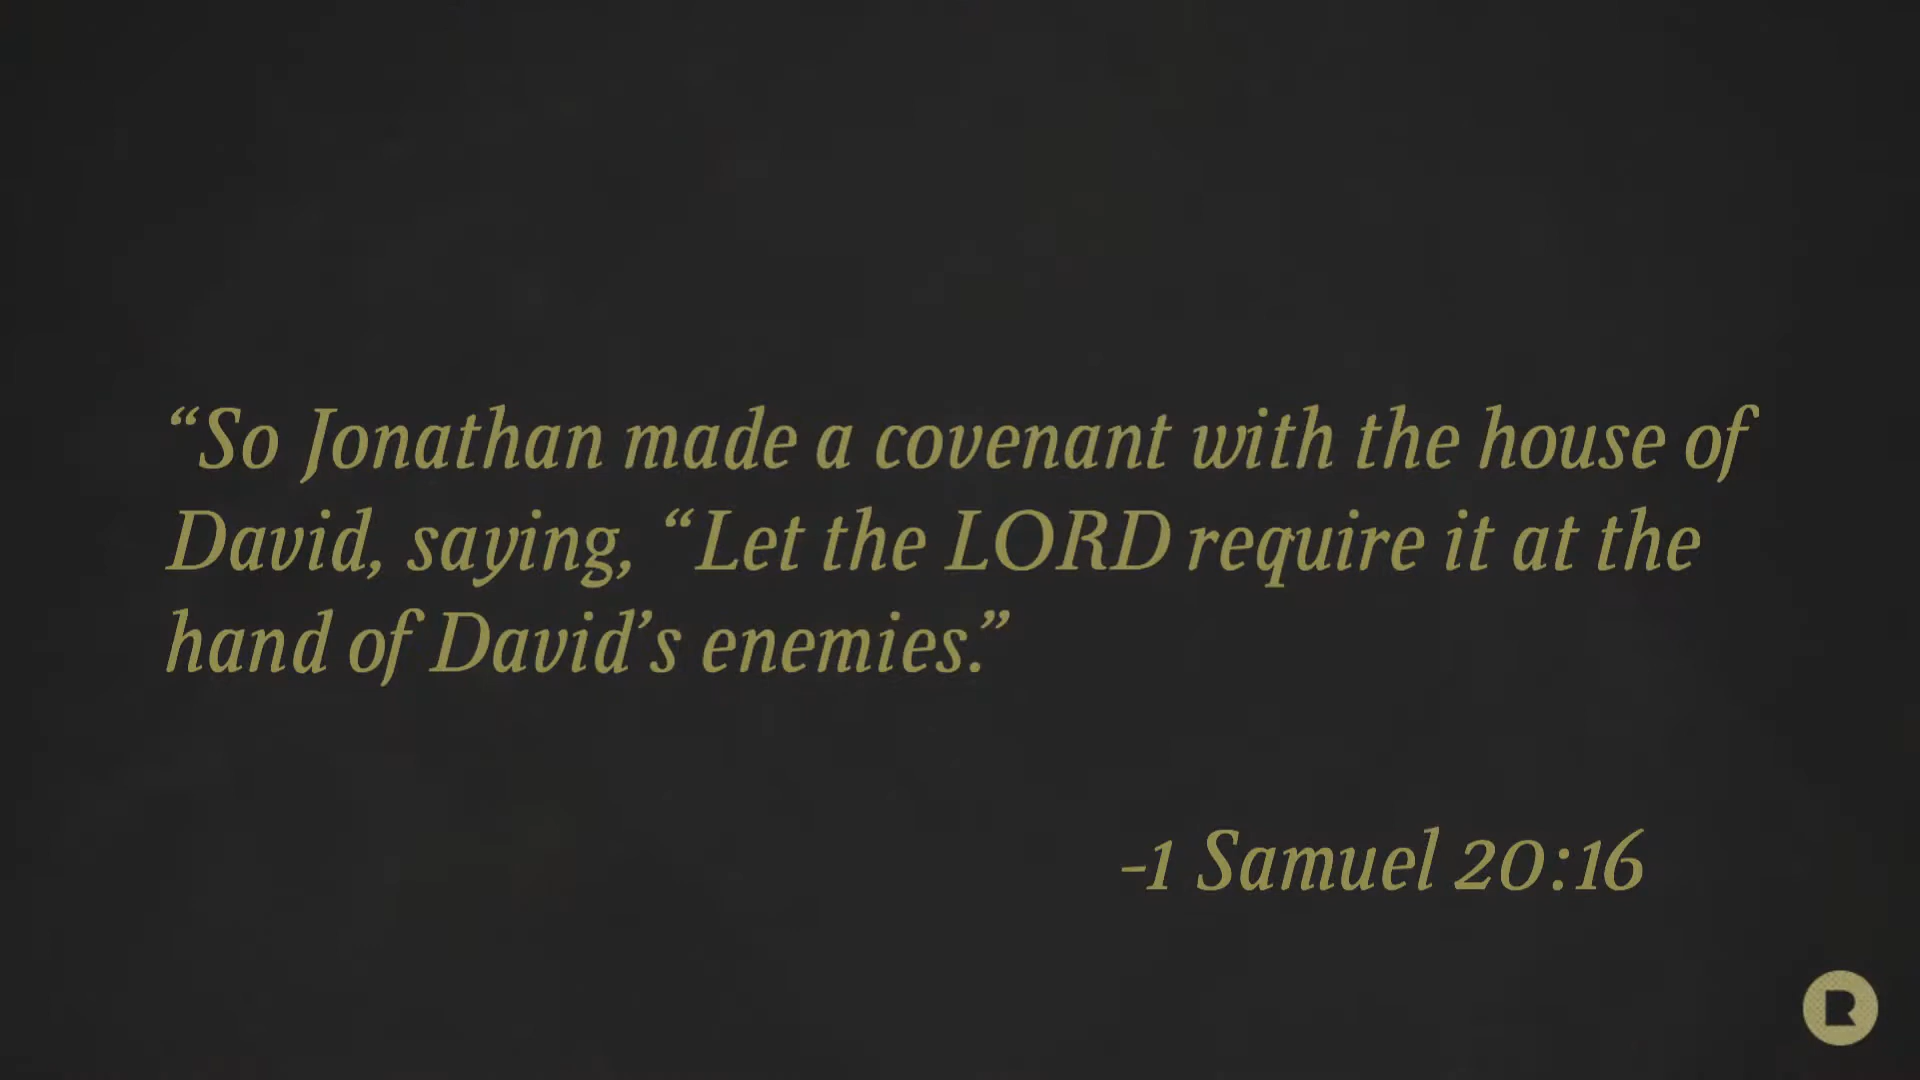 “So Jonathan made a covenant with the house of
David, saying, “Let the LORD require it at the
hand of David’s enemies.”
-1 Samuel 20:16
R